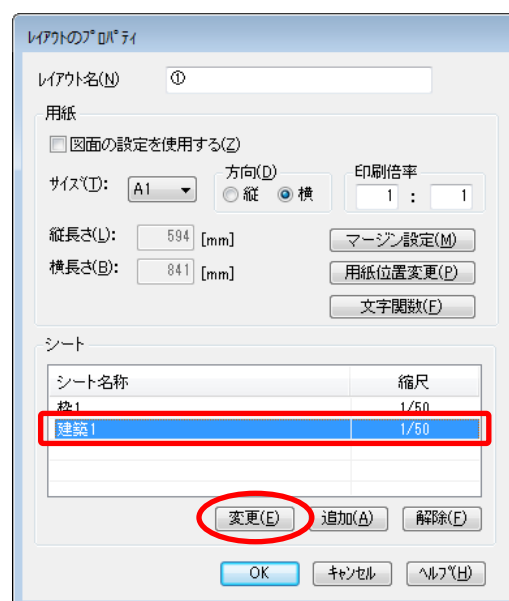 レイアウトのプロパティ
レイアウト名(N) ①
用紙
図面の設定を使用する(Z)
サイズ(T): A1 方向(D) 縦 横 印刷倍率 1 : 1
縦長さ(L): 594 [mm] マージン設定(M)
横長さ(B): 841 [mm] 用紙位置変更(P)
文字関数(F)
シート
シート名称 縮尺
枠1 1/50
建築1 1/50
変更(E) 追加(A) 解除(F)
OK キャンセル ヘルプ(H)